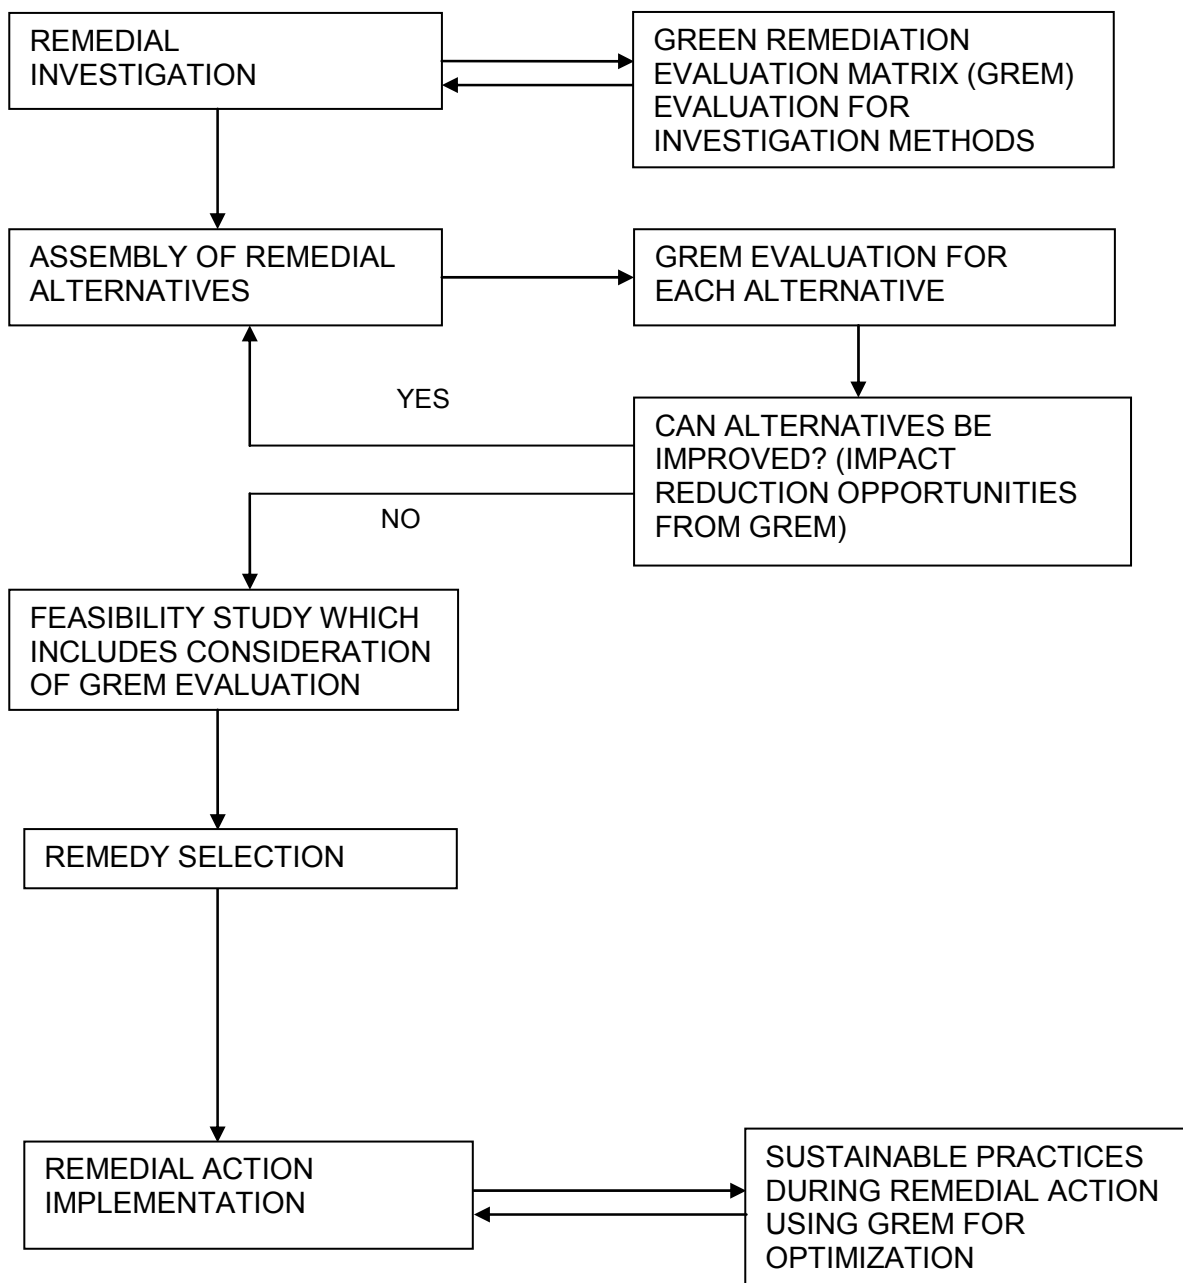 REMEDIAL
INVESTIGATION
GREEN REMEDIATION
EVALUATION MATRIX (GREM)
EVALUATION FOR
INVESTIGATION METHODS
ASSEMBLY OF REMEDIAL
ALTERNATIVES
GREM EVALUATION FOR
EACH ALTERNATIVE
YES
CAN ALTERNATIVES BE
IMPROVED? (IMPACT
REDUCTION OPPORTUNITIES
FROM GREM)
NO
FEASIBILITY STUDY WHICH
INCLUDES CONSIDERATION
OF GREM EVALUATION
REMEDY SELECTION
REMEDIAL ACTION
IMPLEMENTATION
SUSTAINABLE PRACTICES
DURING REMEDIAL ACTION
USING GREM FOR
OPTIMIZATION